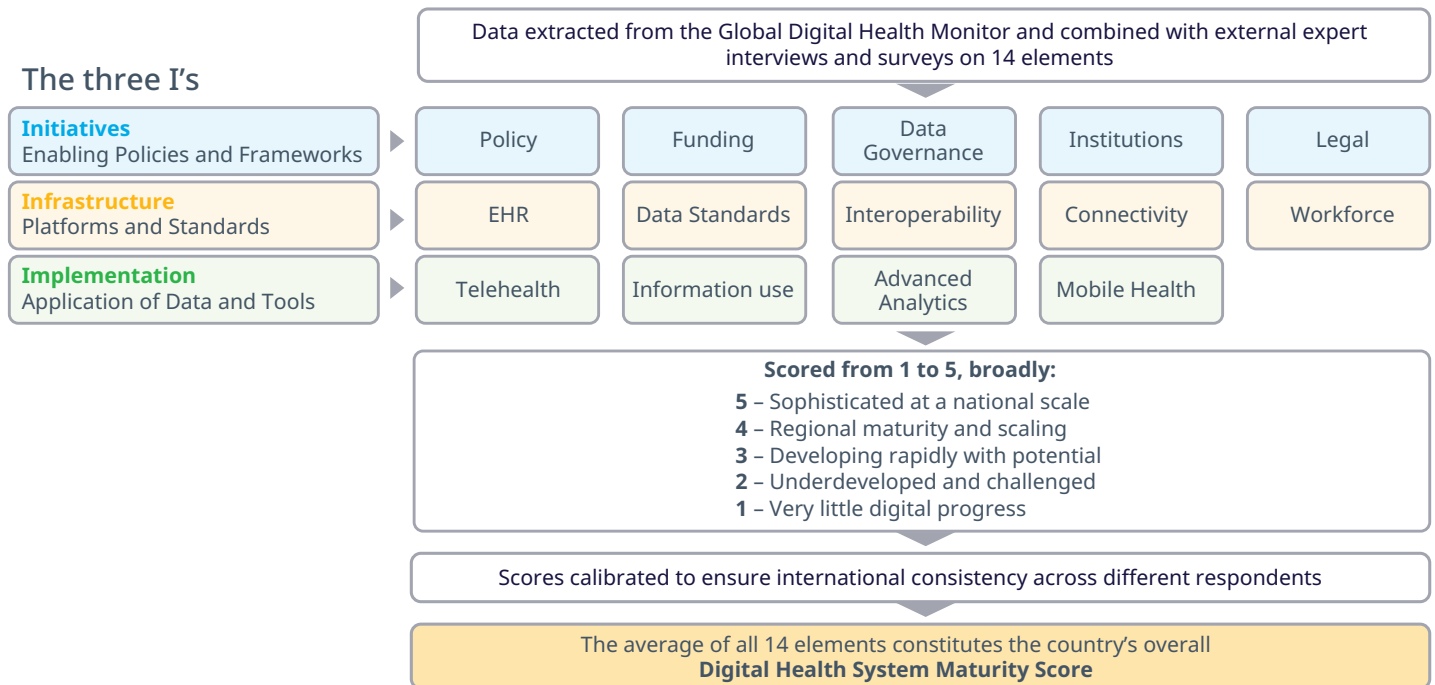 Data extracted from the Global Digital Health Monitor and combined with external expert
interviews and surveys on 14 elements
The three I’s
Initiatives
Enabling Policies and Frameworks
Policy
Funding
Data
Governance
Institutions
Legal
Infrastructure
Platforms and Standards
EHR
Data Standards
Interoperability
Connectivity
Workforce
Implementation
Application of Data and Tools
Telehealth
Information use
Advanced
Analytics
Mobile Health
Scored from 1 to 5, broadly:
5 – Sophisticated at a national scale
4 – Regional maturity and scaling
3 – Developing rapidly with potential
2 – Underdeveloped and challenged
1 – Very little digital progress
Scores calibrated to ensure international consistency across different respondents
The average of all 14 elements constitutes the country’s overall
Digital Health System Maturity Score